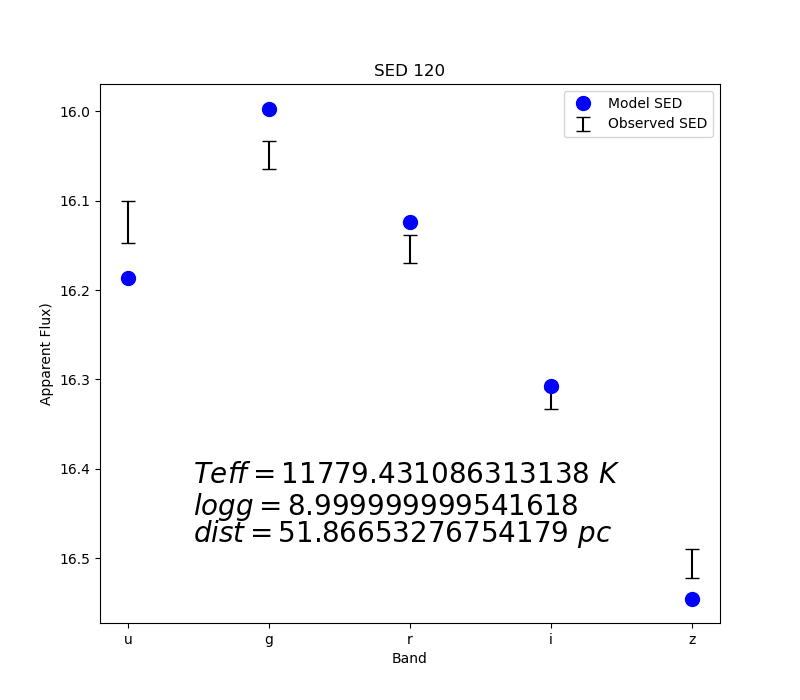 SED 120
Model SED
Observed SED
16.0
16.1
16.2
16.3
16.4
16.5
Apparent Flux)
Teff = 11779.431086313138 K
logg = 8.999999999541618
dist = 51.86653276754179 pc
u g r i z
Band